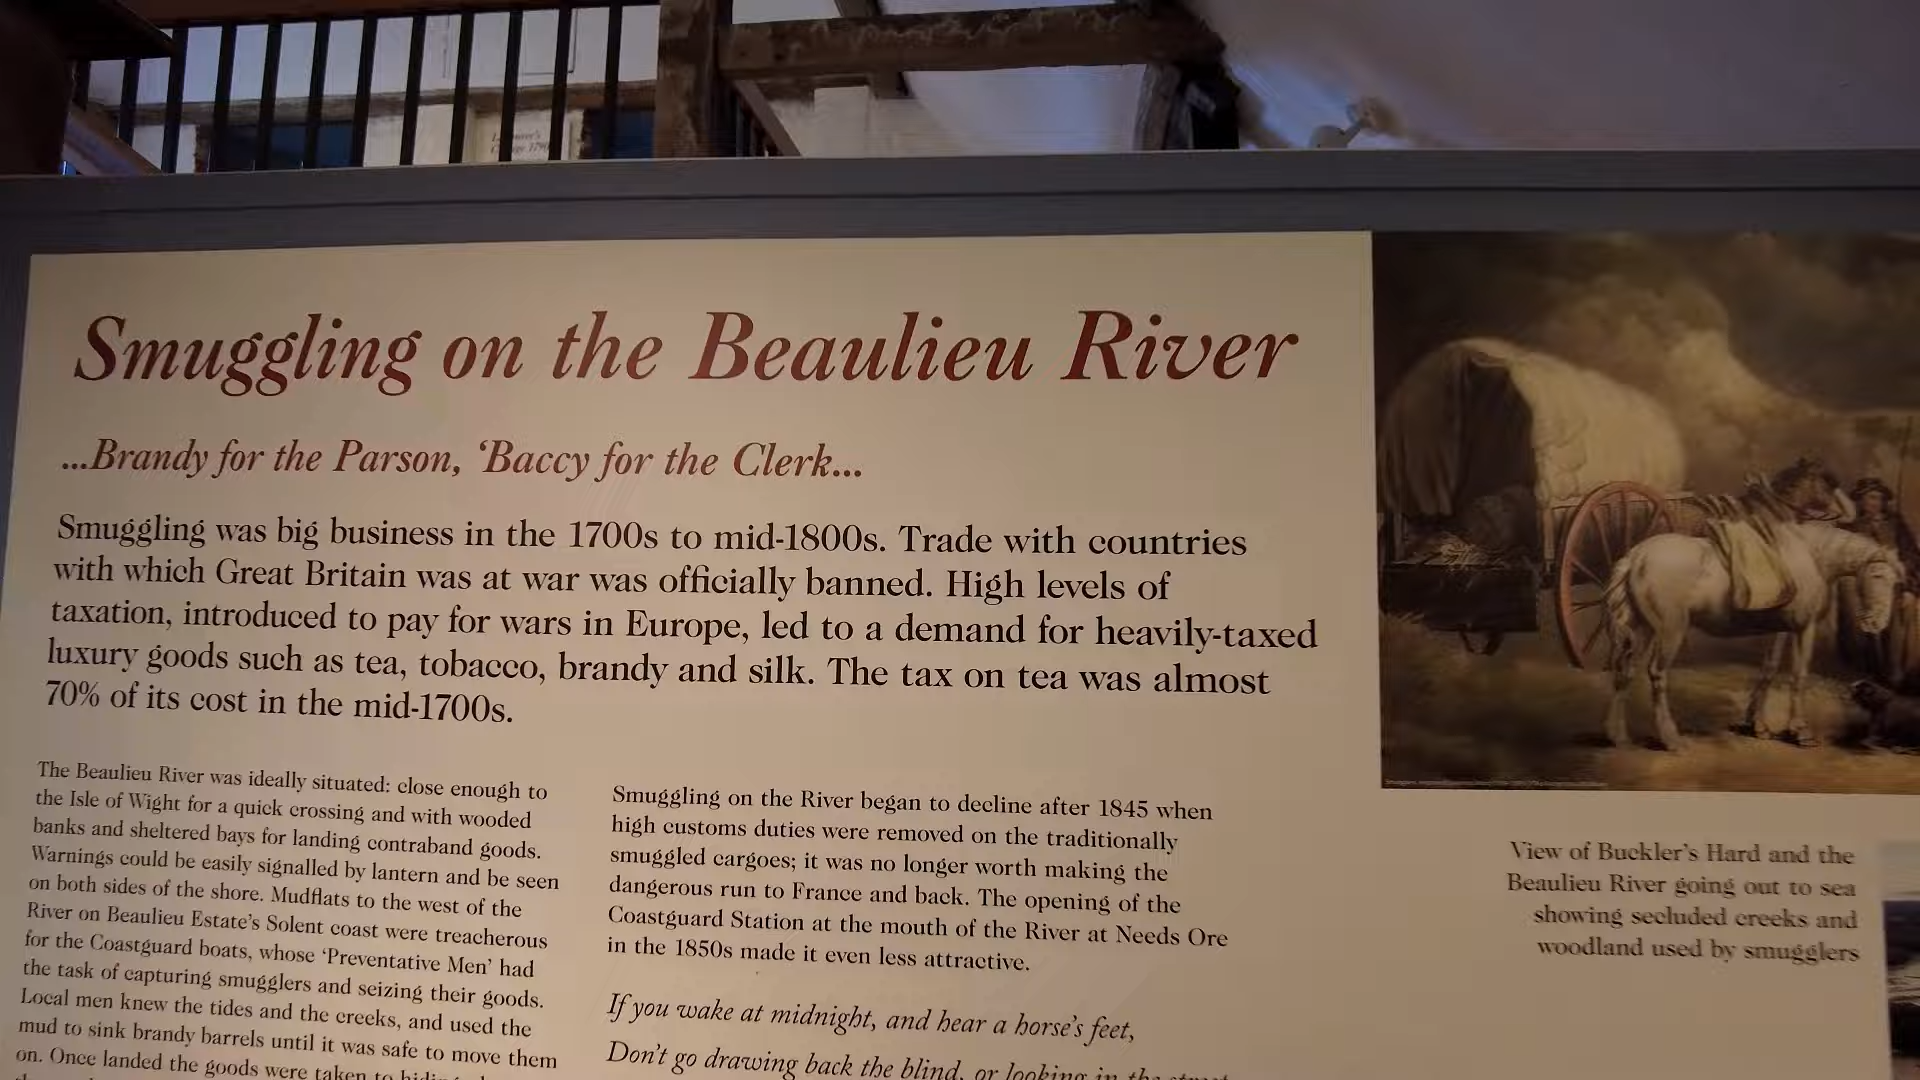 Smuggling on the Beaulieu River
...Brandy for the Parson, ‘Baccy for the Clerk...
Smuggling was big business in the 1700s to mid-1800s. Trade with countries
with which Great Britain was at war was officially banned. High levels of
taxation, introduced to pay for wars in Europe, led to a demand for heavily-taxed
luxury goods such as tea, tobacco, brandy and silk. The tax on tea was almost
70% of its cost in the mid-1700s.
The Beaulieu River was ideally situated: close enough to
the Isle of Wight for a quick crossing and with wooded
banks and sheltered bays for landing contraband goods.
Warnings could be easily signalled by lantern and be seen
on both sides of the shore. Mudflats to the west of the
River on Beaulieu Estate’s Solent coast were treacherous
for the Coastguard boats, whose ‘Preventative Men’ had
the task of capturing smugglers and seizing their goods.
Local men knew the tides and the creeks, and used the
mud to sink brandy barrels until it was safe to move them
on. Once landed the goods were taken to
Smuggling on the River began to decline after 1845 when
high customs duties were removed on the traditionally
smuggled cargoes; it was no longer worth making the
dangerous run to France and back. The opening of the
Coastguard Station at the mouth of the River at Needs Ore
in the 1850s made it even less attractive.
If you wake at midnight, and hear a horse’s feet,
Don’t go drawing back the blind, or looking in the
View of Buckler’s Hard and the
Beaulieu River going out to sea
showing secluded creeks and
woodland used by smugglers